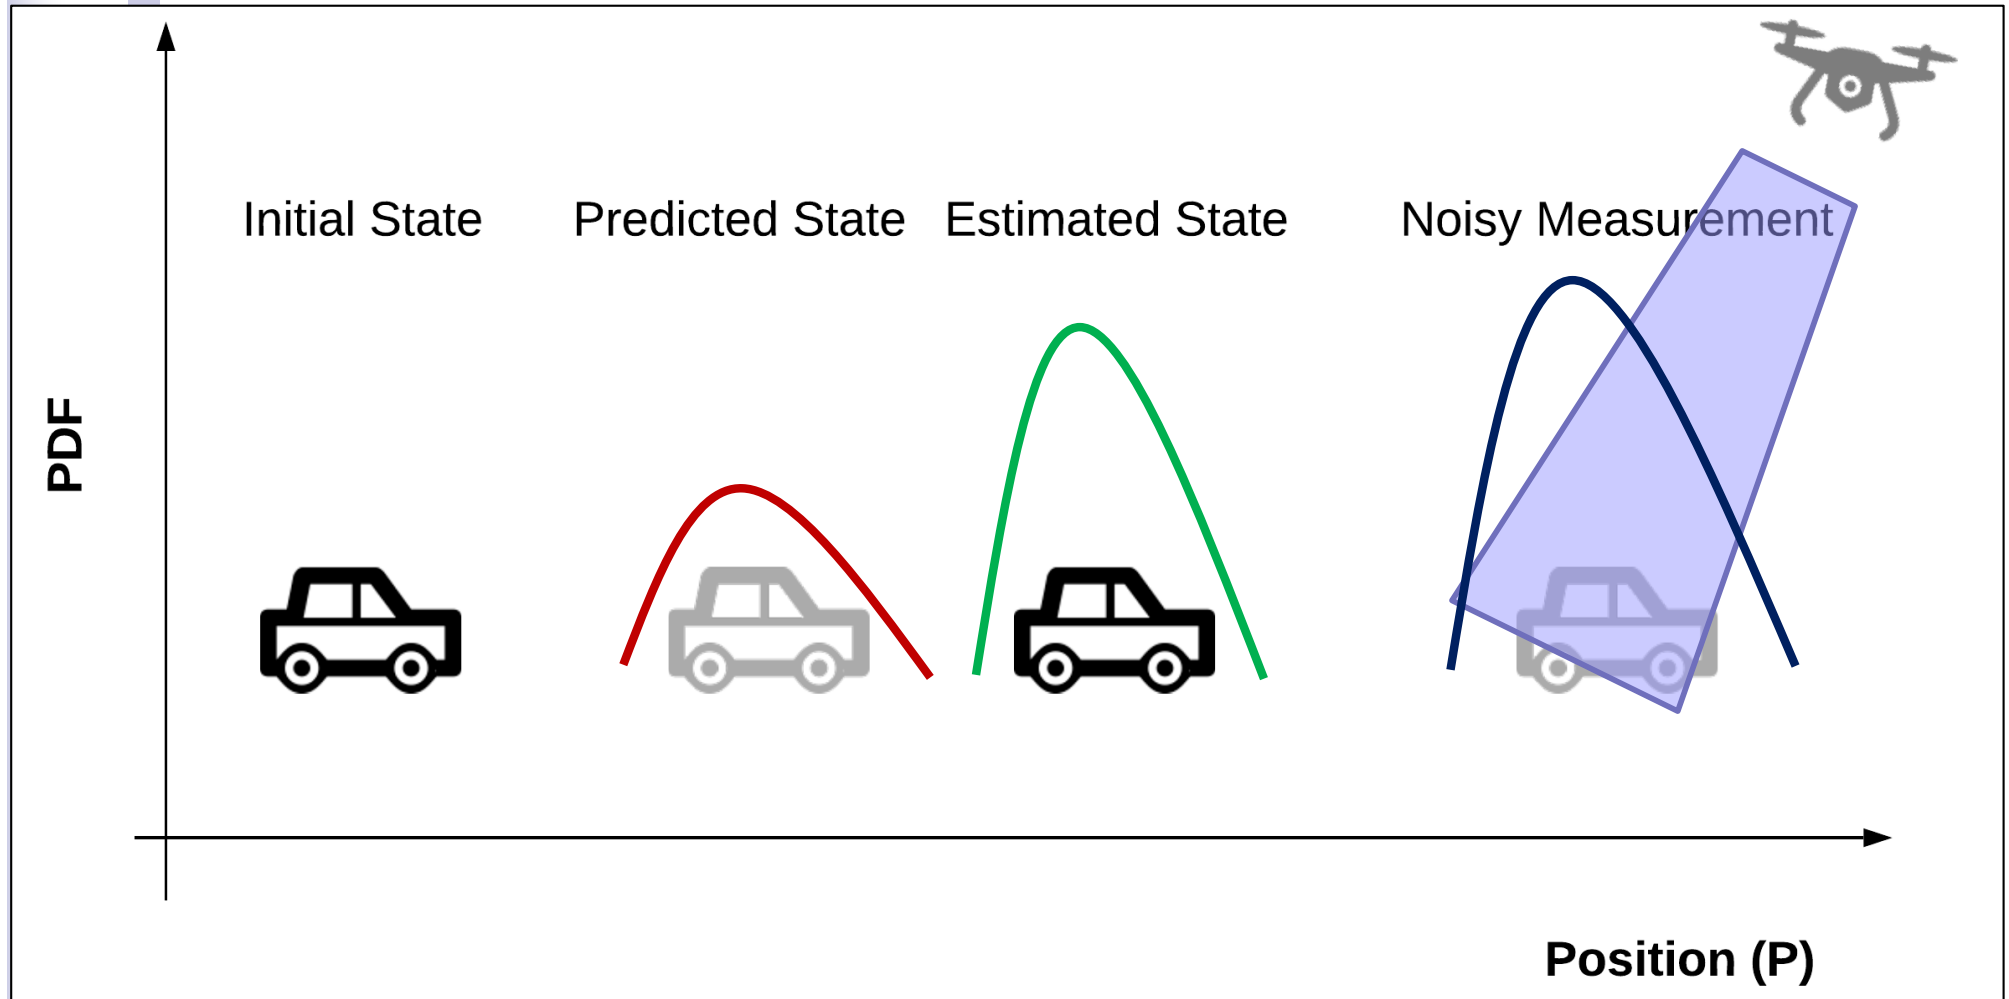 Initial State
Predicted State
Estimated State
Noisy Measurement
PDF
Position (P)